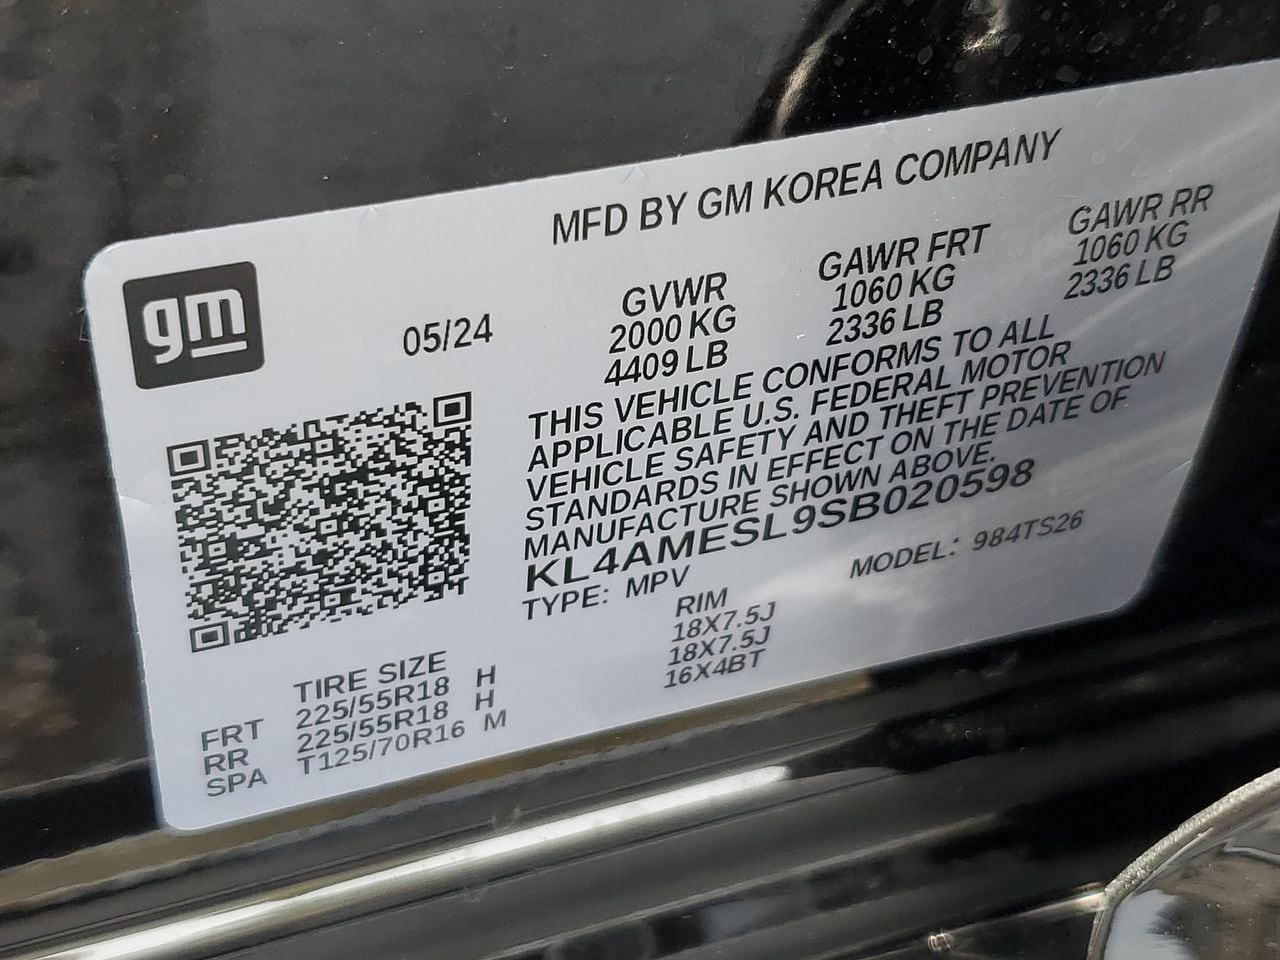 MFD BY GM KOREA COMPANY
gm
05/24
GVWR GAWR FRT GAWR RR
2000 KG 1060 KG 1060 KG
4409 LB 2336 LB 2336 LB
THIS VEHICLE CONFORMS TO ALL
APPLICABLE U.S. FEDERAL MOTOR
VEHICLE SAFETY AND THEFT PREVENTION
STANDARDS IN EFFECT ON THE DATE OF
MANUFACTURE SHOWN ABOVE.
KL4AMESL9SB020598
TYPE: MPV MODEL: 984TS26
TIRE SIZE RIM
FRT 225/55R18 H 18X7.5J
RR 225/55R18 H 18X7.5J
SPA T125/70R16 M 16X4BT